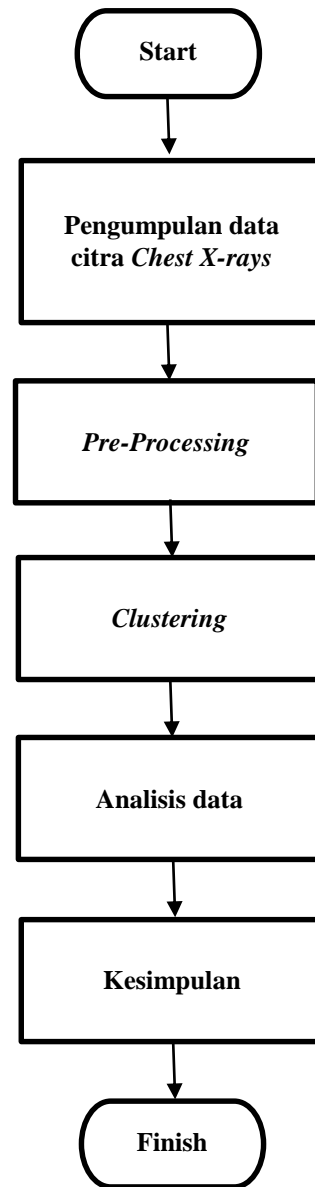 Start
Pengumpulan data
citra Chest X-rays
Pre-Processing
Clustering
Analisis data
Kesimpulan
Finish